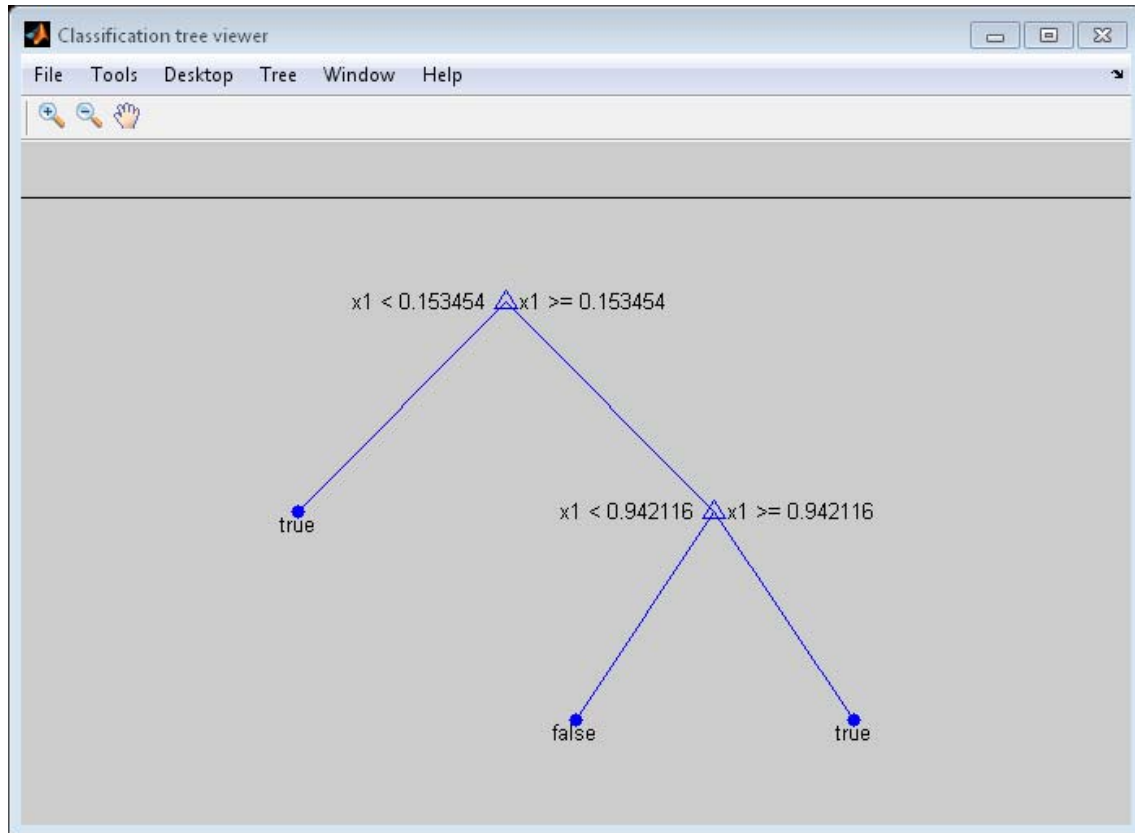 Classification tree viewer
File Tools Desktop Tree Window Help
x1 < 0.153454 x1 >= 0.153454
true
x1 < 0.942116 x1 >= 0.942116
false
true